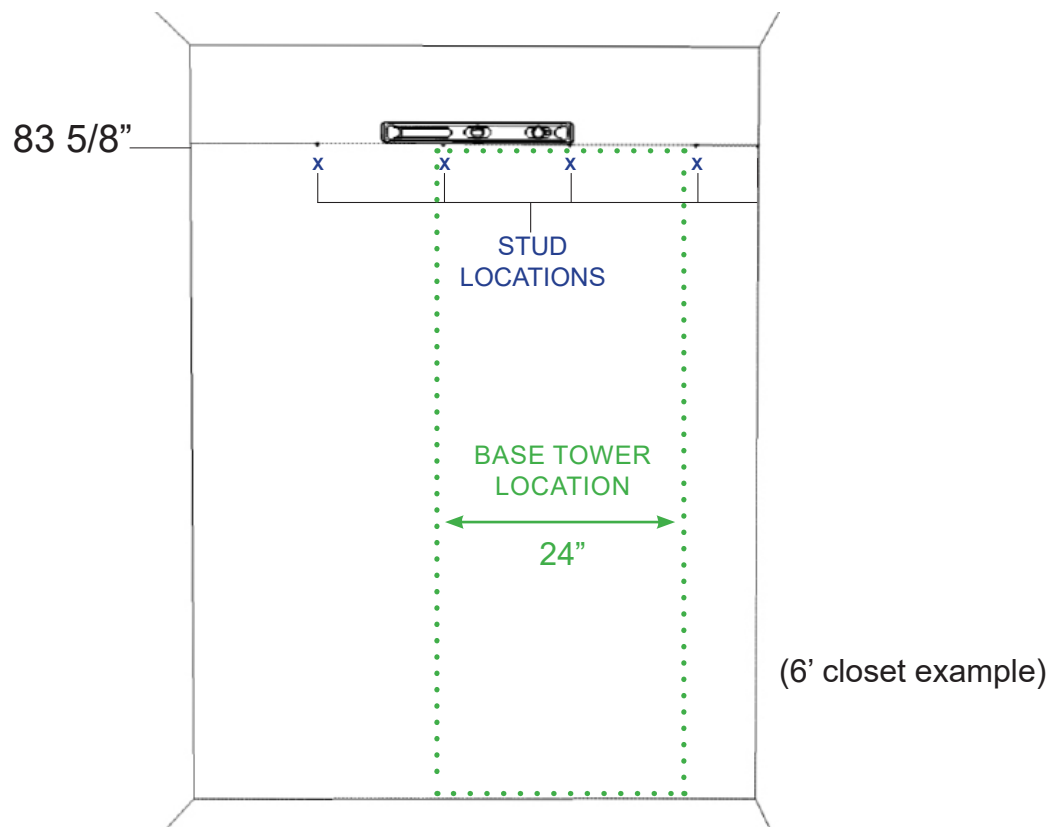 83 5/8”
x x x x
STUD
LOCATIONS
BASE TOWER
LOCATION
24”
(6’ closet example)